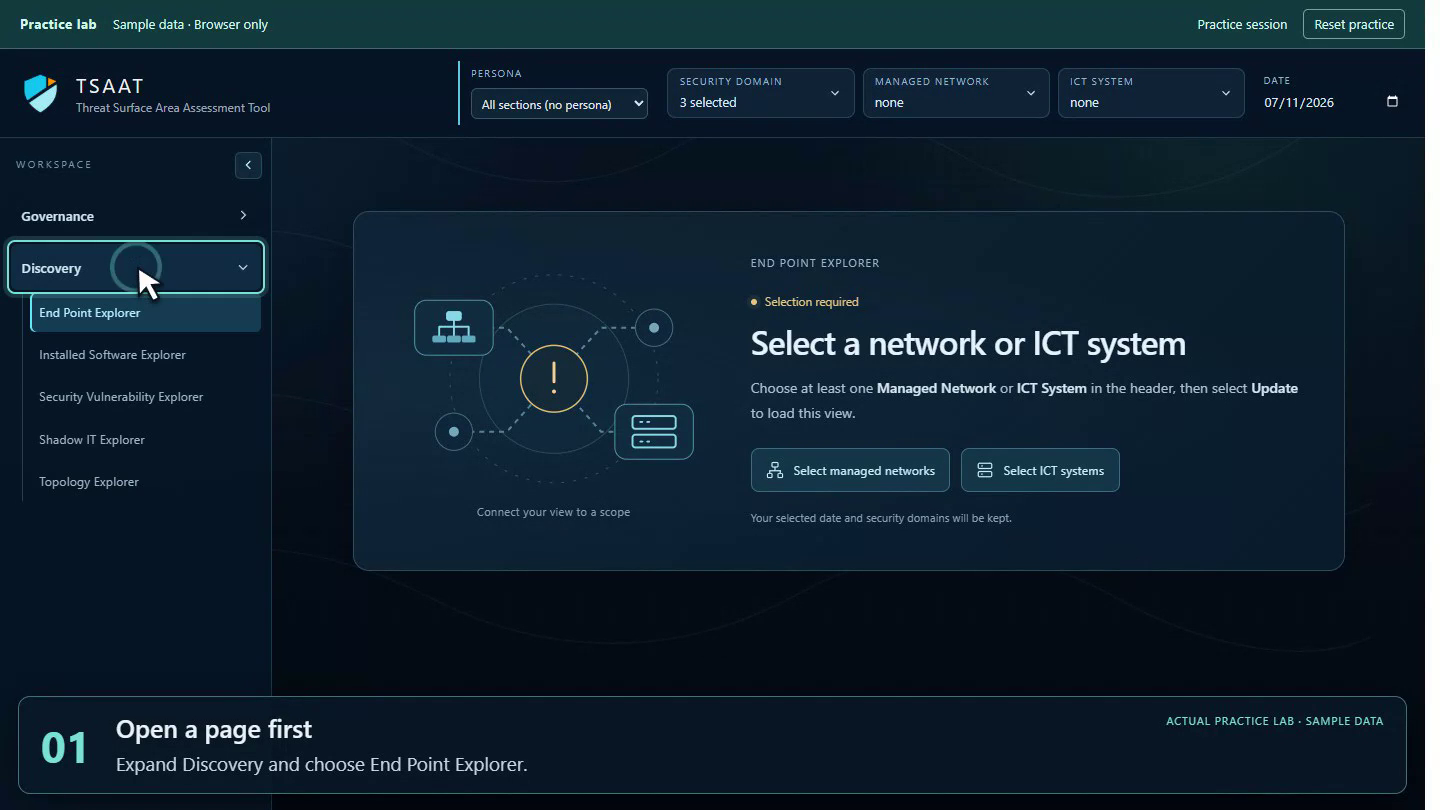 Practice lab
Sample data · Browser only
Practice session
Reset practice
TSAAT
Threat Surface Area Assessment Tool
PERSONA
All sections (no persona)
SECURITY DOMAIN
3 selected
MANAGED NETWORK
none
ICT SYSTEM
none
DATE
07/11/2026
WORKSPACE
Governance
Discovery
End Point Explorer
Installed Software Explorer
Security Vulnerability Explorer
Shadow IT Explorer
Topology Explorer
Connect your view to a scope
END POINT EXPLORER
Selection required
Select a network or ICT system
Choose at least one Managed Network or ICT System in the header, then select Update
to load this view.
Select managed networks
Select ICT systems
Your selected date and security domains will be kept.
01
Open a page first
Expand Discovery and choose End Point Explorer.
ACTUAL PRACTICE LAB · SAMPLE DATA